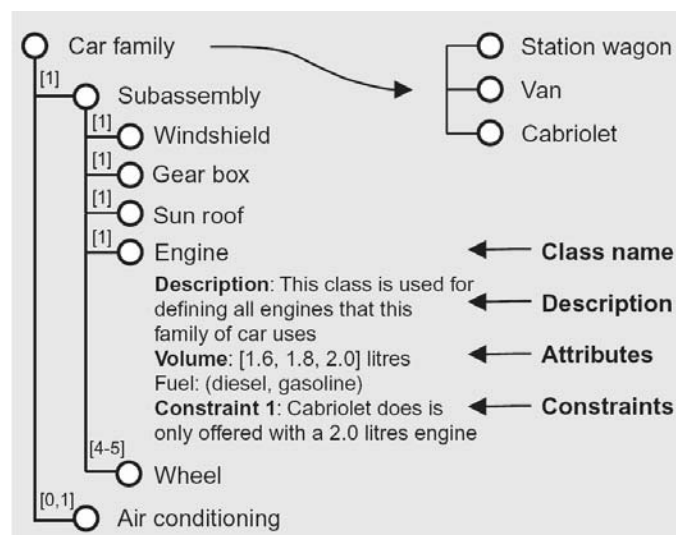 Car family
[1]
Subassembly
[1]
Windshield
[1]
Gear box
[1]
Sun roof
[1]
Engine
Description: This class is used for
defining all engines that this
family of car uses
Volume: [1.6, 1.8, 2.0] litres
Fuel: (diesel, gasoline)
Constraint 1: Cabriolet does is
only offered with a 2.0 litres engine
[4-5]
Wheel
[0,1]
Air conditioning
Station wagon
Van
Cabriolet
Class name
Description
Attributes
Constraints